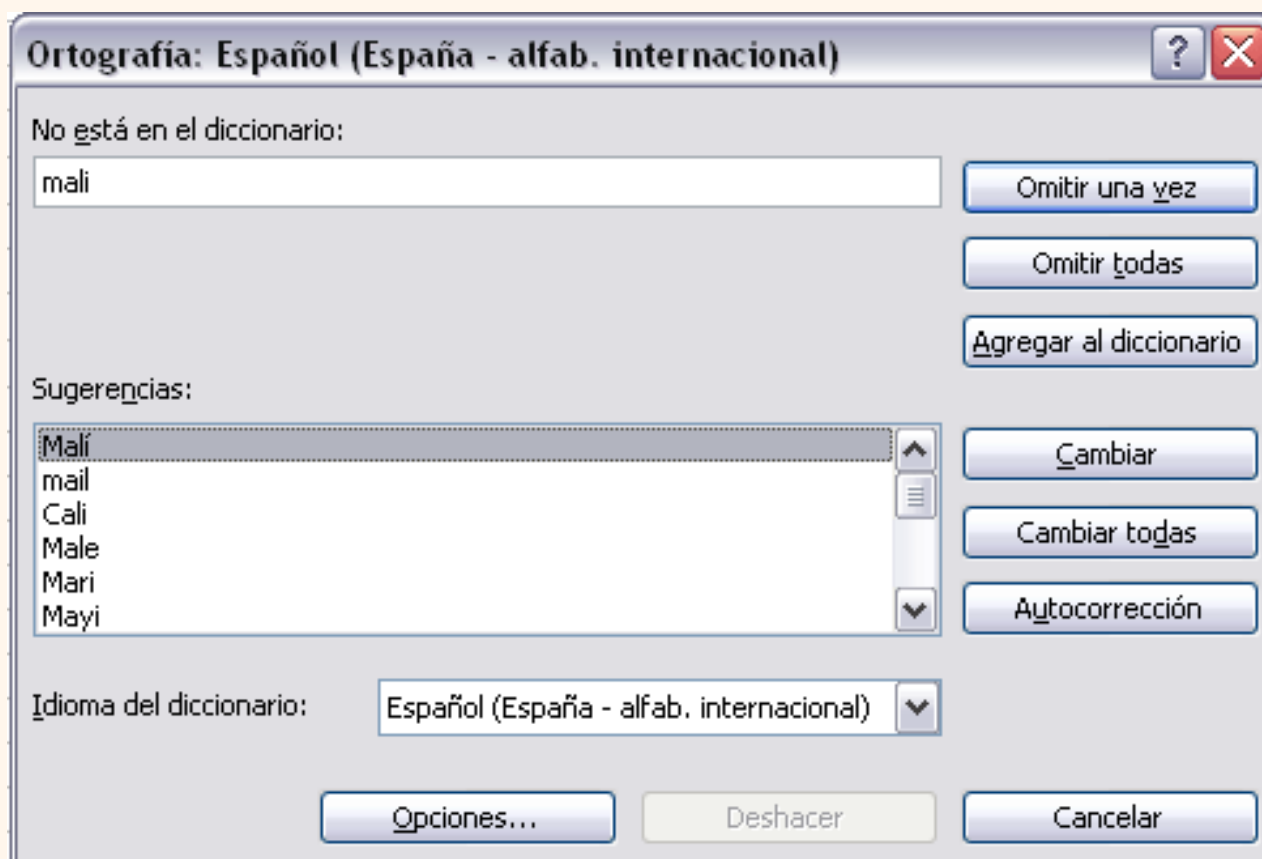 Ortografía: Español (España - alfab. internacional)
No está en el diccionario:
mali
Omitir una vez
Omitir todas
Agregar al diccionario
Sugerencias:
Malí
mail
Cali
Male
Mari
Mayi
Cambiar
Cambiar todas
Autocorrección
Idioma del diccionario: Español (España - alfab. internacional)
Opciones... Deshacer Cancelar